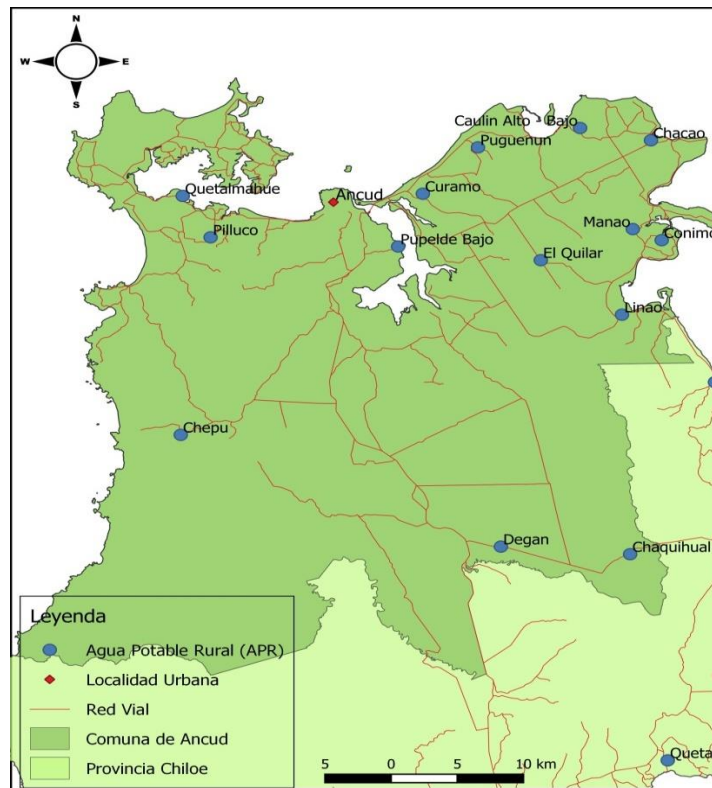 N
W E
S
Caulin Alto Bajo
Puguenun
Chacao
Quetalmahue
Ancud
Curamo
Pilluco
Pupelde Bajo
Manao
Conimo
El Quilar
Linao
Chepu
Degan
Chaquihual
Leyenda
Agua Potable Rural (APR)
Localidad Urbana
Red Vial
Comuna de Ancud
Provincia Chiloe
5 0 5 10 km
Queta